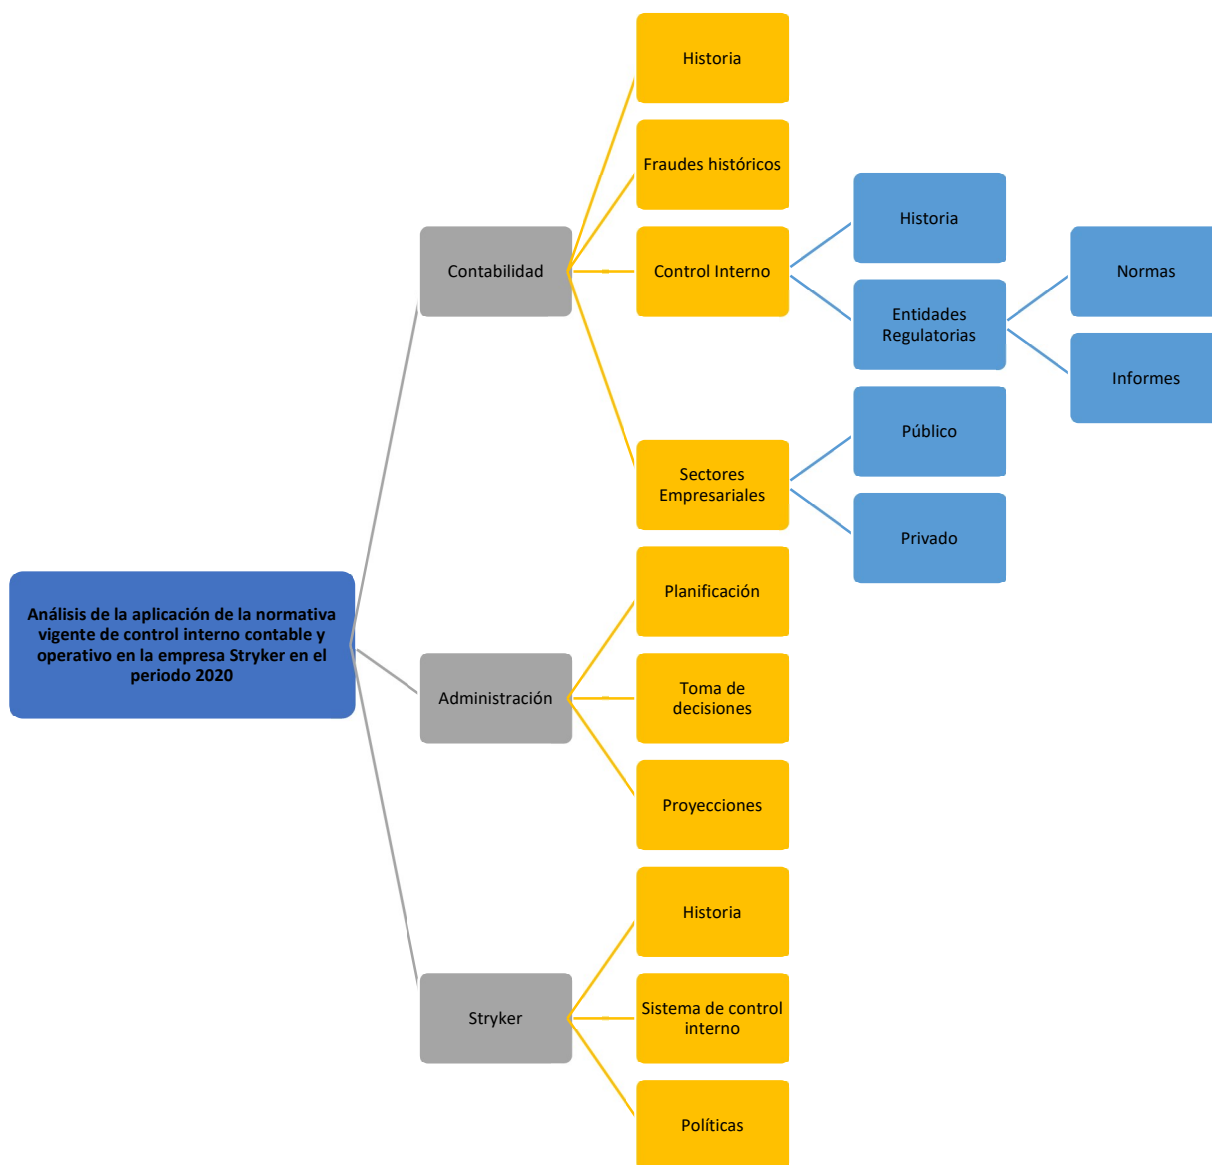 Historia
Fraudes históricos
Contabilidad
Control Interno
Historia
Entidades
Regulatorias
Normas
Informes
Sectores
Empresariales
Público
Privado
Análisis de la aplicación de la normativa
vigente de control interno contable y
operativo en la empresa Stryker en el
periodo 2020
Administración
Planificación
Toma de
decisiones
Proyecciones
Stryker
Historia
Sistema de control
interno
Políticas